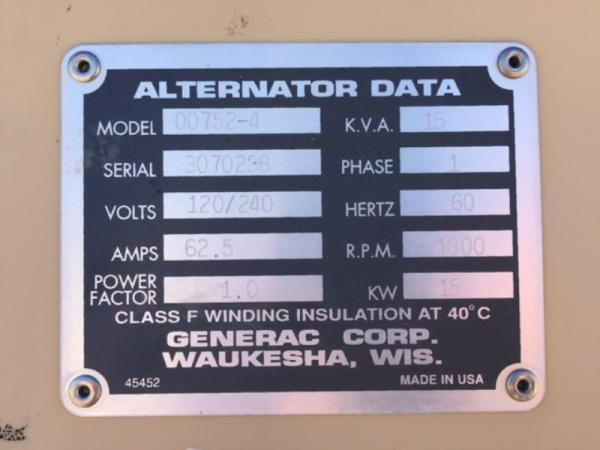 ALTERNATOR DATA
MODEL 00752-4 K.V.A. 15
SERIAL 3070298 PHASE 1
VOLTS 120/240 HERTZ 60
AMPS 62.5 R.P.M. 1800
POWER FACTOR 1.0 KW 15
CLASS F WINDING INSULATION AT 40°C
GENERAC CORP.
WAUKESHA, WIS.
45452 MADE IN USA